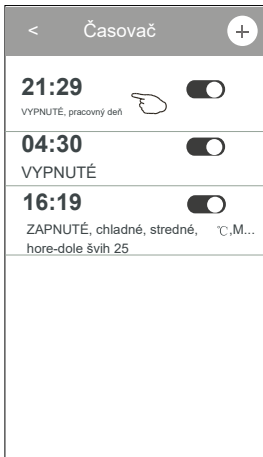 < Časovač +
21:29
VYPNUTÉ, pracovný deň
04:30
VYPNUTÉ
16:19
ZAPNUTÉ, chladné, stredné, ℃,M...
hore-dole švih 25